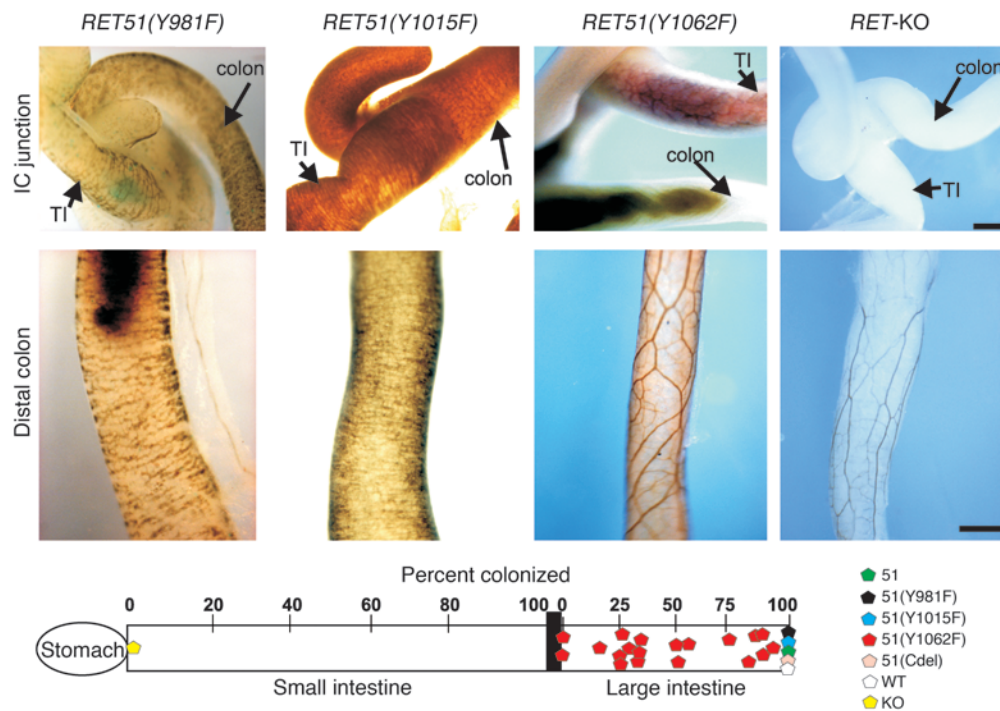 RET51(Y981F) RET51(Y1015F) RET51(Y1062F) RET-KO
IC junction
colon
TI
TI
colon
TI
colon
colon
TI
Distal colon
Percent colonized
0 20 40 60 80 100 0 25 50 75 100
Stomach
Small intestine
Large intestine
51
51(Y981F)
51(Y1015F)
51(Y1062F)
51(Cdel)
WT
KO